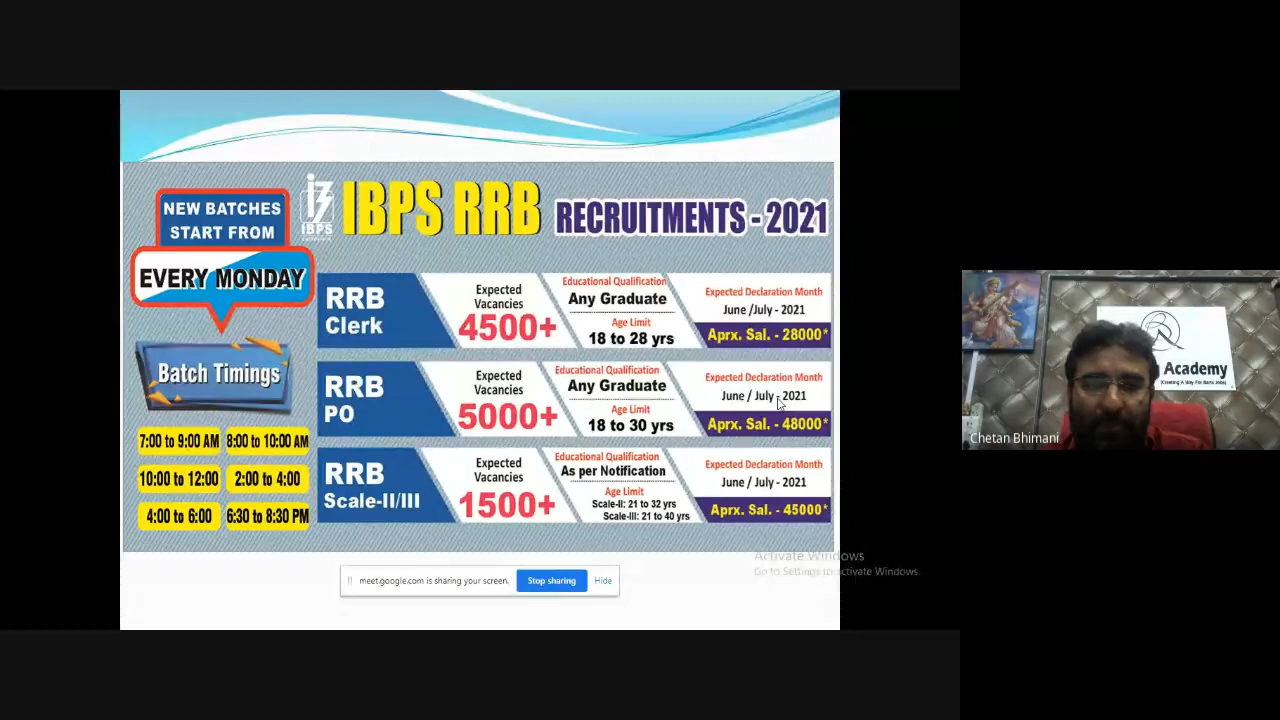 NEW BATCHES
START FROM
EVERY MONDAY
Batch Timings
7:00 to 9:00 AM 8:00 to 10:00 AM
10:00 to 12:00 2:00 to 4:00
4:00 to 6:00 6:30 to 8:30 PM
IBPS
IBPS RRB RECRUITMENTS - 2021
RRB
Clerk
Expected
Vacancies
4500+
Educational Qualification
Any Graduate
Age Limit
18 to 28 yrs
Expected Declaration Month
June /July - 2021
Aprx. Sal. - 28000*
RRB
PO
Expected
Vacancies
5000+
Educational Qualification
Any Graduate
Age Limit
18 to 30 yrs
Expected Declaration Month
June / July - 2021
Aprx. Sal. - 48000*
RRB
Scale-II/III
Expected
Vacancies
1500+
Educational Qualification
As per Notification
Age Limit
Scale-II: 21 to 32 yrs
Scale-III: 21 to 40 yrs
Expected Declaration Month
June / July - 2021
Aprx. Sal. - 45000*
meet.google.com is sharing your screen. Stop sharing Hide
Activate Windows
Go to Settings to activate Windows.
Academy
(Creating A Way For Bank Jobs)
Chetan Bhimani